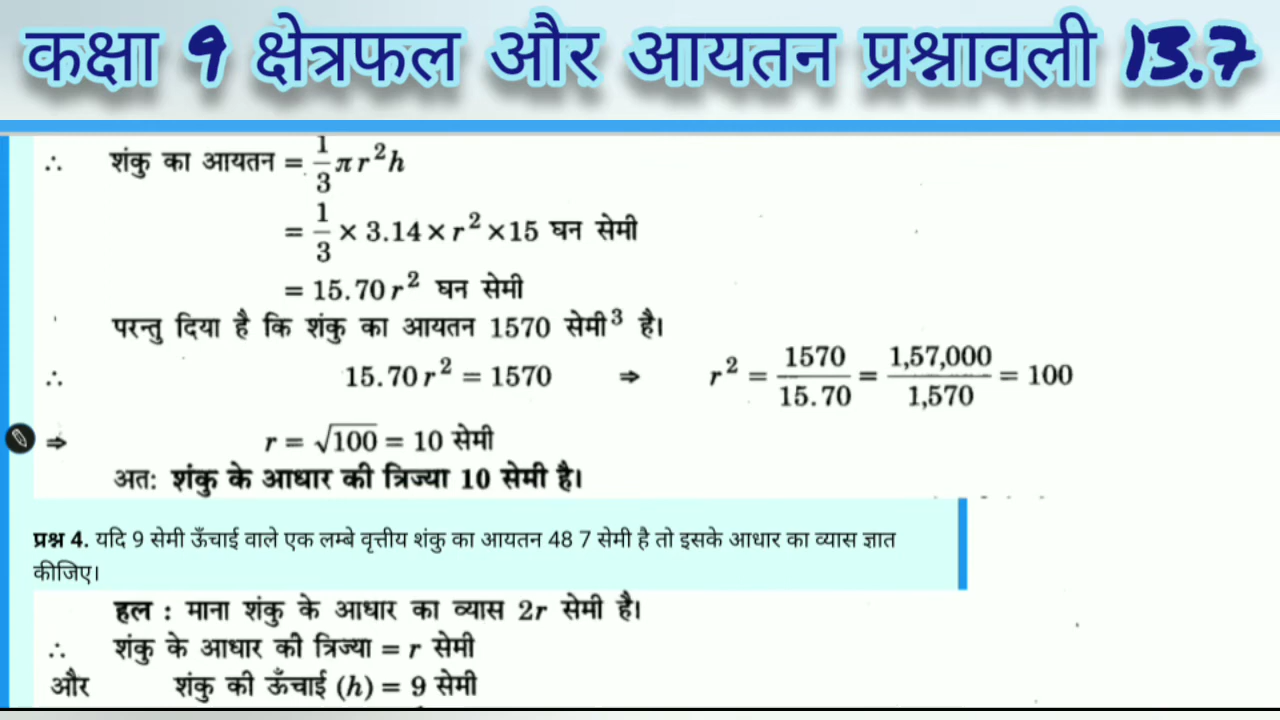 कक्षा 9 क्षेत्रफल और आयतन प्रश्नावली 13.7
∴ शंकु का आयतन = 1/3 πr²h
= 1/3 × 3.14 × r² × 15 घन सेमी
= 15.70 r² घन सेमी
परन्तु दिया है कि शंकु का आयतन 1570 सेमी³ है।
∴ 15.70 r² = 1570 ⇒ r² = 1570/15.70 = 1,57,000/1,570 = 100
⇒ r = √100 = 10 सेमी
अतः शंकु के आधार की त्रिज्या 10 सेमी है।
प्रश्न 4. यदि 9 सेमी ऊँचाई वाले एक लम्बे वृत्तीय शंकु का आयतन 48 7 सेमी है तो इसके आधार का व्यास ज्ञात
कीजिए।
हल : माना शंकु के आधार का व्यास 2r सेमी है।
∴ शंकु के आधार की त्रिज्या = r सेमी
और शंकु की ऊँचाई (h) = 9 सेमी